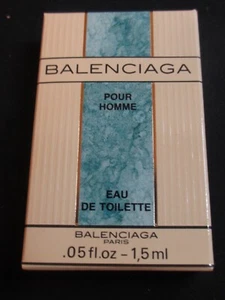 BALENCIAGA
POUR
HOMME
EAU
DE TOILETTE
BALENCIAGA
PARIS
.05 fl.oz – 1,5 ml